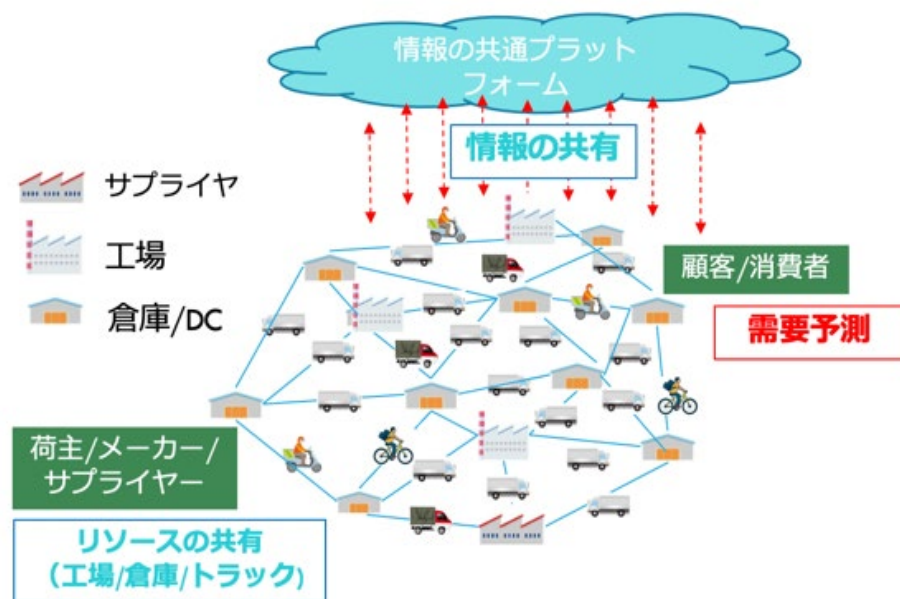 情報の共通プラット
フォーム
情報の共有
サプライヤ
工場
倉庫/DC
顧客/消費者
需要予測
荷主/メーカー/
サプライヤー
リソースの共有
（工場/倉庫/トラック)